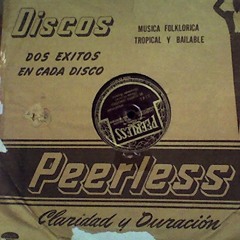 Discos
DOS EXITOS
EN CADA DISCO
MUSICA FOLKLORICA
TROPICAL Y BAILABLE
PEERLESS
Peerless
Claridad y Duración